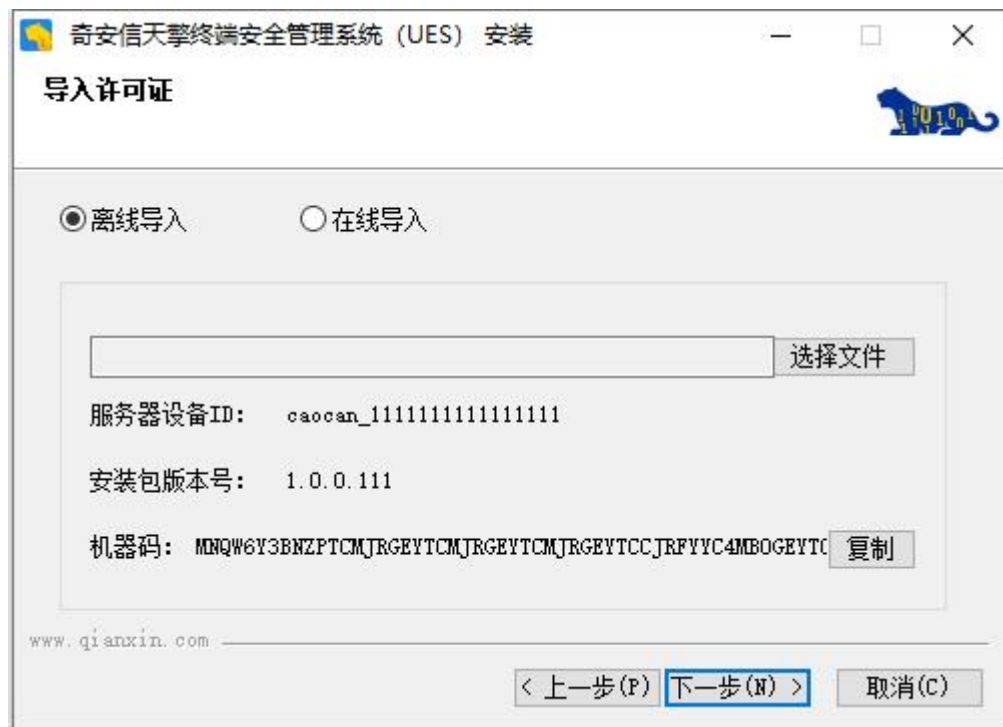 奇安信天擎终端安全管理系统（UES） 安装
导入许可证
离线导入 在线导入
选择文件
服务器设备ID： caocan_1111111111111111
安装包版本号： 1.0.0.111
机器码： MNQW6Y3BNZPTCMJRGEYTCMJRGEYTCMJRGEYTCCJRFYYC4MBOGEYTC 复制
www.qianxin.com
< 上一步(P) 下一步(N) > 取消(C)